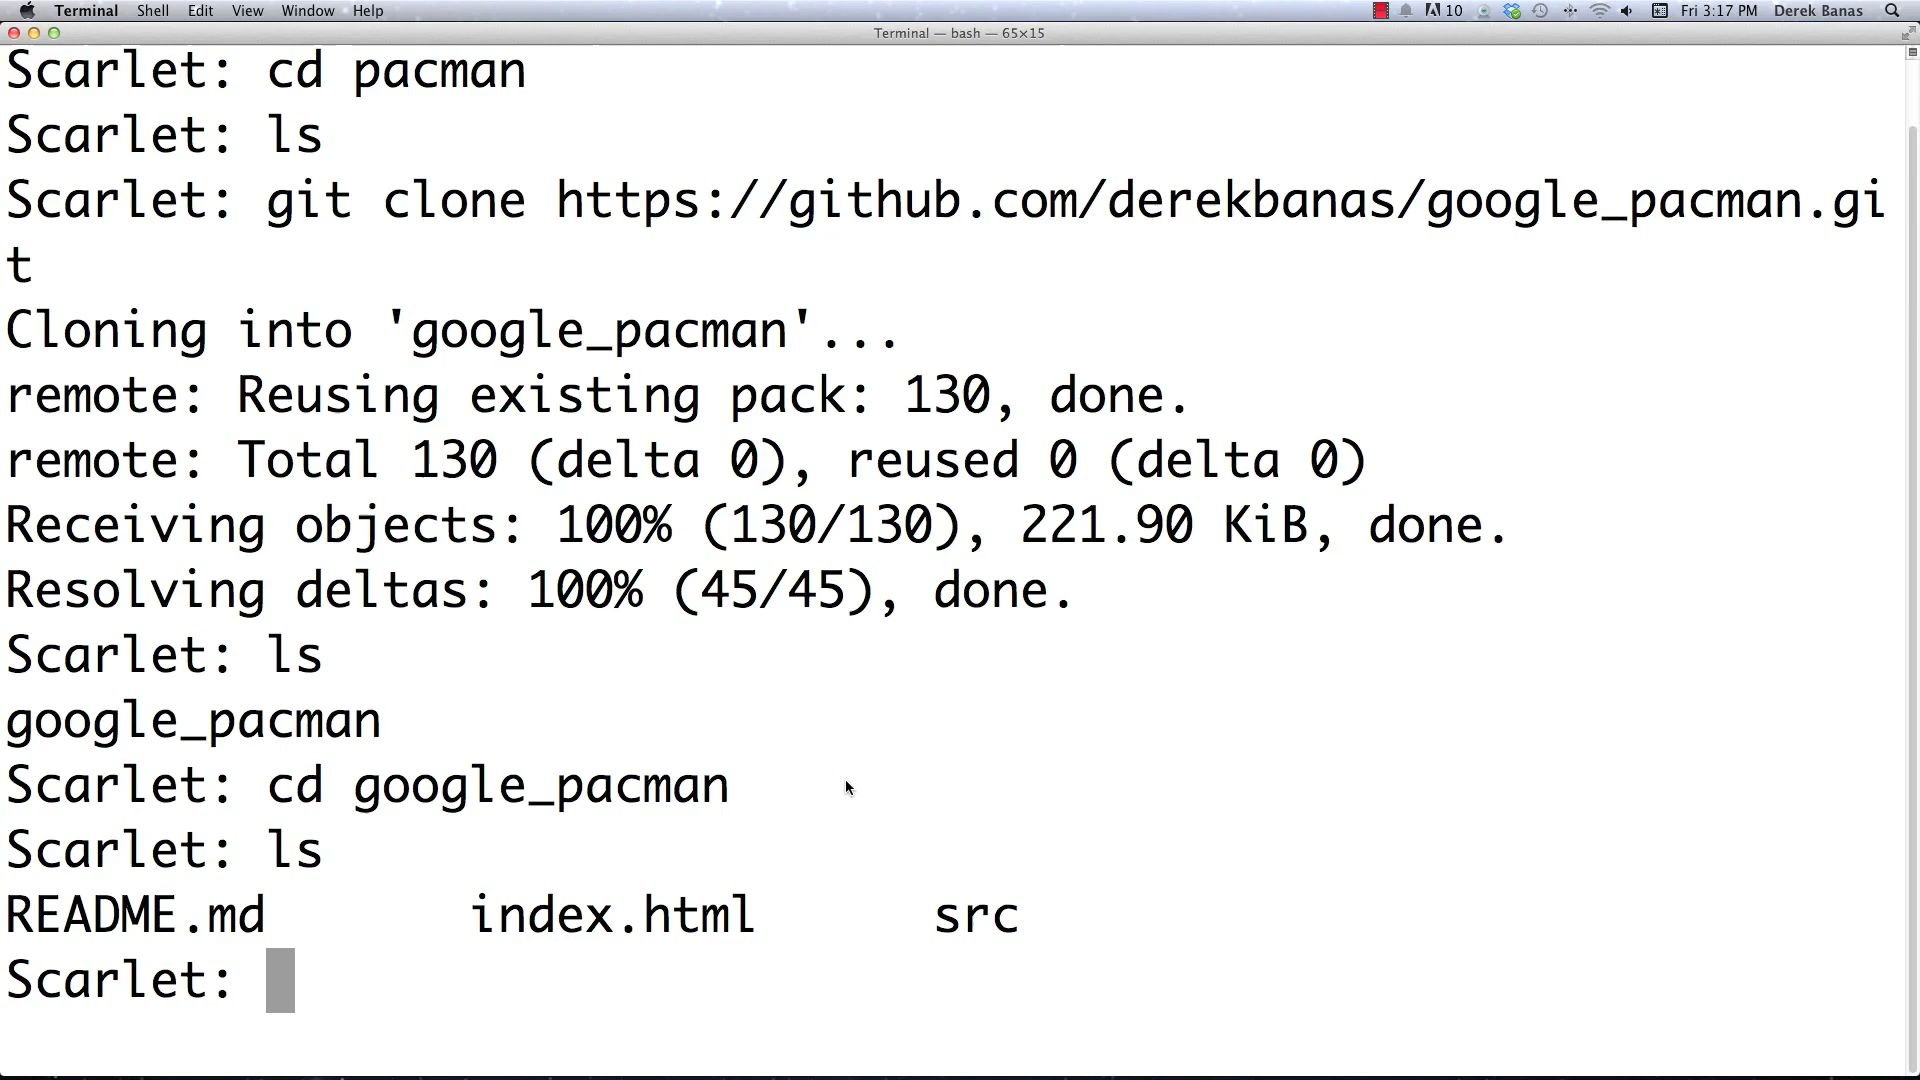 Terminal Shell Edit View Window Help 10 Fri 3:17 PM Derek Banas
Terminal — bash — 65×15
Scarlet: cd pacman
Scarlet: ls
Scarlet: git clone https://github.com/derekbanas/google_pacman.gi
t
Cloning into 'google_pacman'...
remote: Reusing existing pack: 130, done.
remote: Total 130 (delta 0), reused 0 (delta 0)
Receiving objects: 100% (130/130), 221.90 KiB, done.
Resolving deltas: 100% (45/45), done.
Scarlet: ls
google_pacman
Scarlet: cd google_pacman
Scarlet: ls
README.md index.html src
Scarlet: